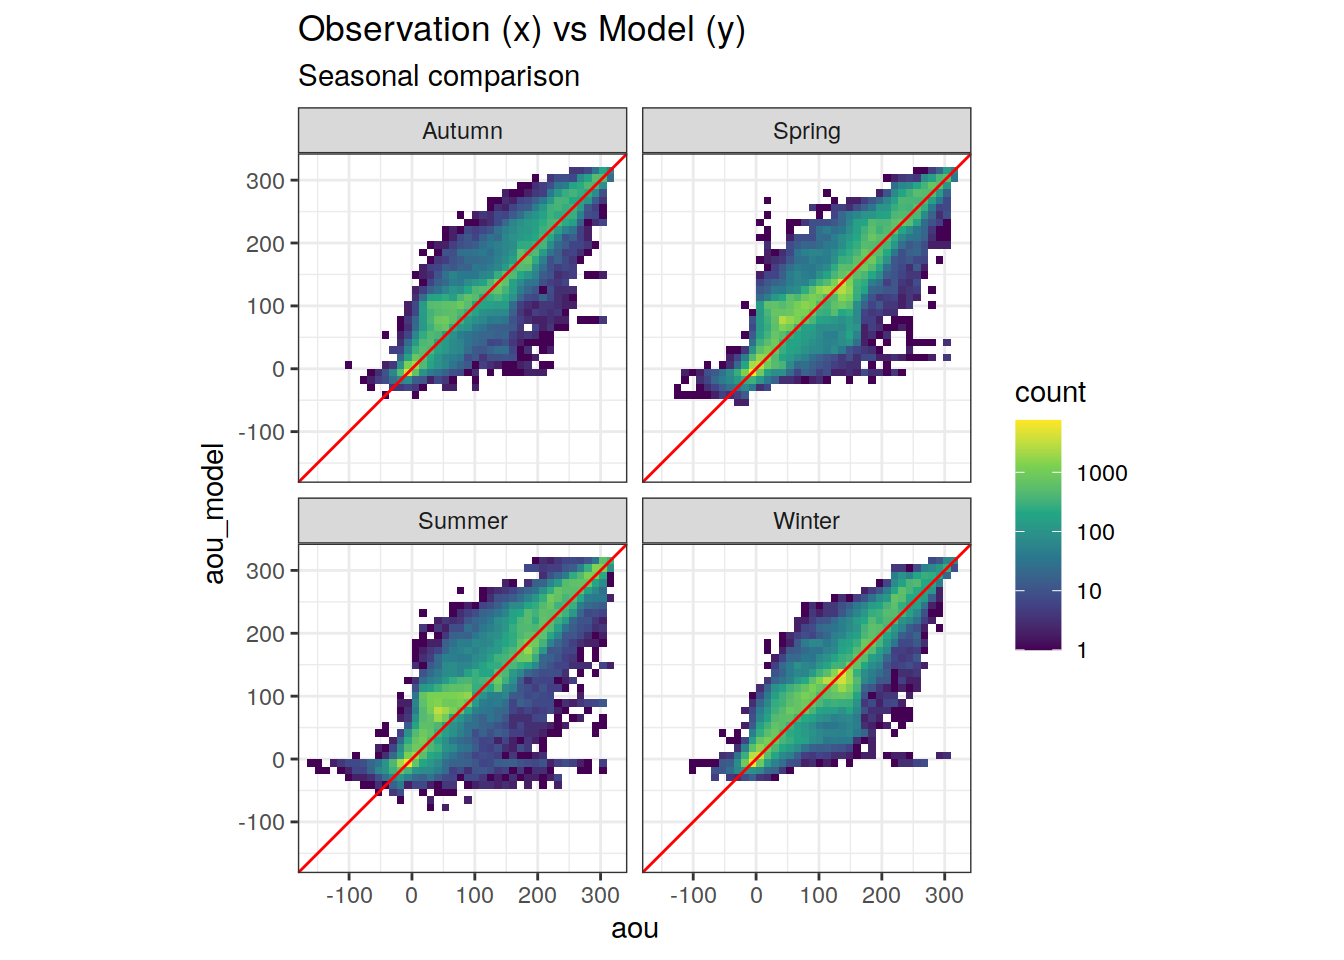 Observation (x) vs Model (y)
Seasonal comparison
Autumn
Spring
300
200
100
0
-100
Summer
Winter
300
200
100
0
-100
-100 0 100 200 300
-100 0 100 200 300
aou
aou_model
count
1000
100
10
1